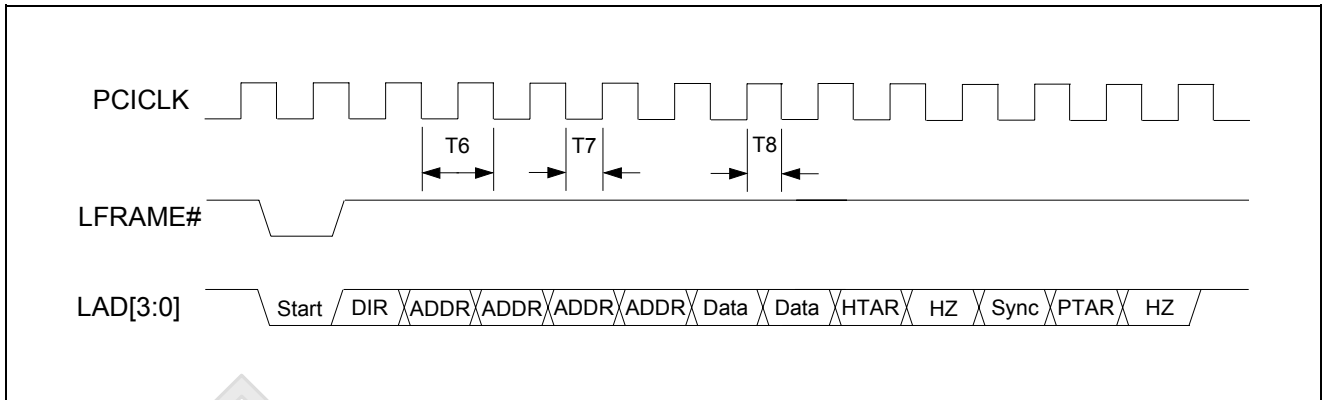 PCICLK
T6 T7 T8
LFRAME#
LAD[3:0] Start DIR ADDR ADDR ADDR ADDR Data Data HTAR HZ Sync PTAR HZ